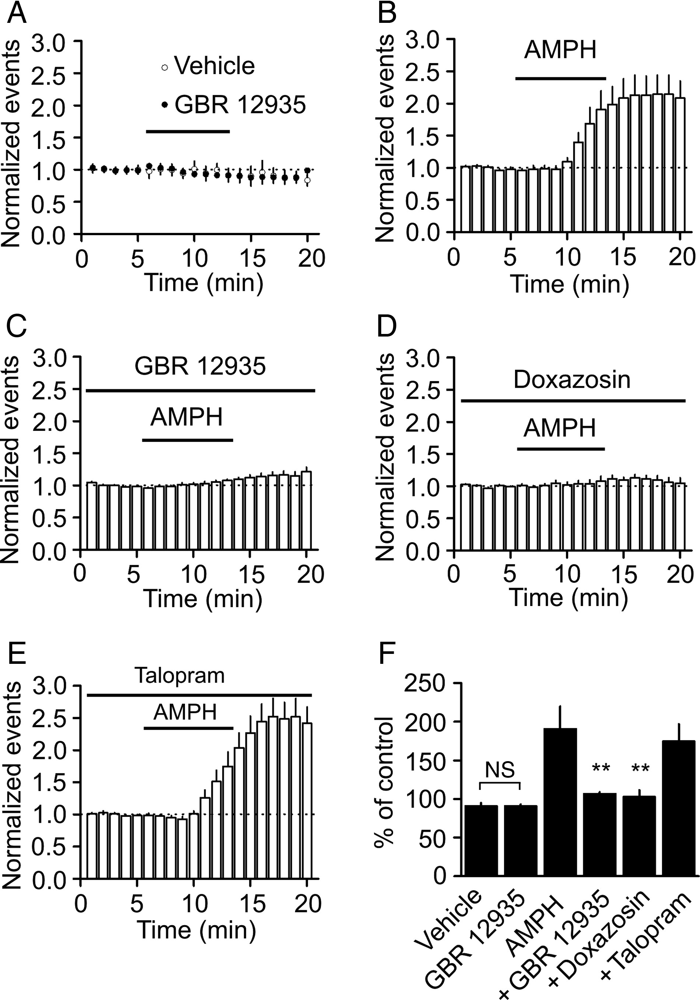 A
Normalized events
3.0
2.5
2.0
1.5
1.0
0.5
0.0
Vehicle
GBR 12935
0 5 10 15 20
Time (min)
B
Normalized events
3.0
2.5
2.0
1.5
1.0
0.5
0.0
AMPH
0 5 10 15 20
Time (min)
C
Normalized events
3.0
2.5
2.0
1.5
1.0
0.5
0.0
GBR 12935
AMPH
0 5 10 15 20
Time (min)
D
Normalized events
3.0
2.5
2.0
1.5
1.0
0.5
0.0
Doxazosin
AMPH
0 5 10 15 20
Time (min)
E
Normalized events
3.0
2.5
2.0
1.5
1.0
0.5
0.0
Talopram
AMPH
0 5 10 15 20
Time (min)
F
% of control
250
200
150
100
50
0
NS
**
**
Vehicle
GBR 12935
AMPH
+GBR 12935
+Doxazosin
+Talopram